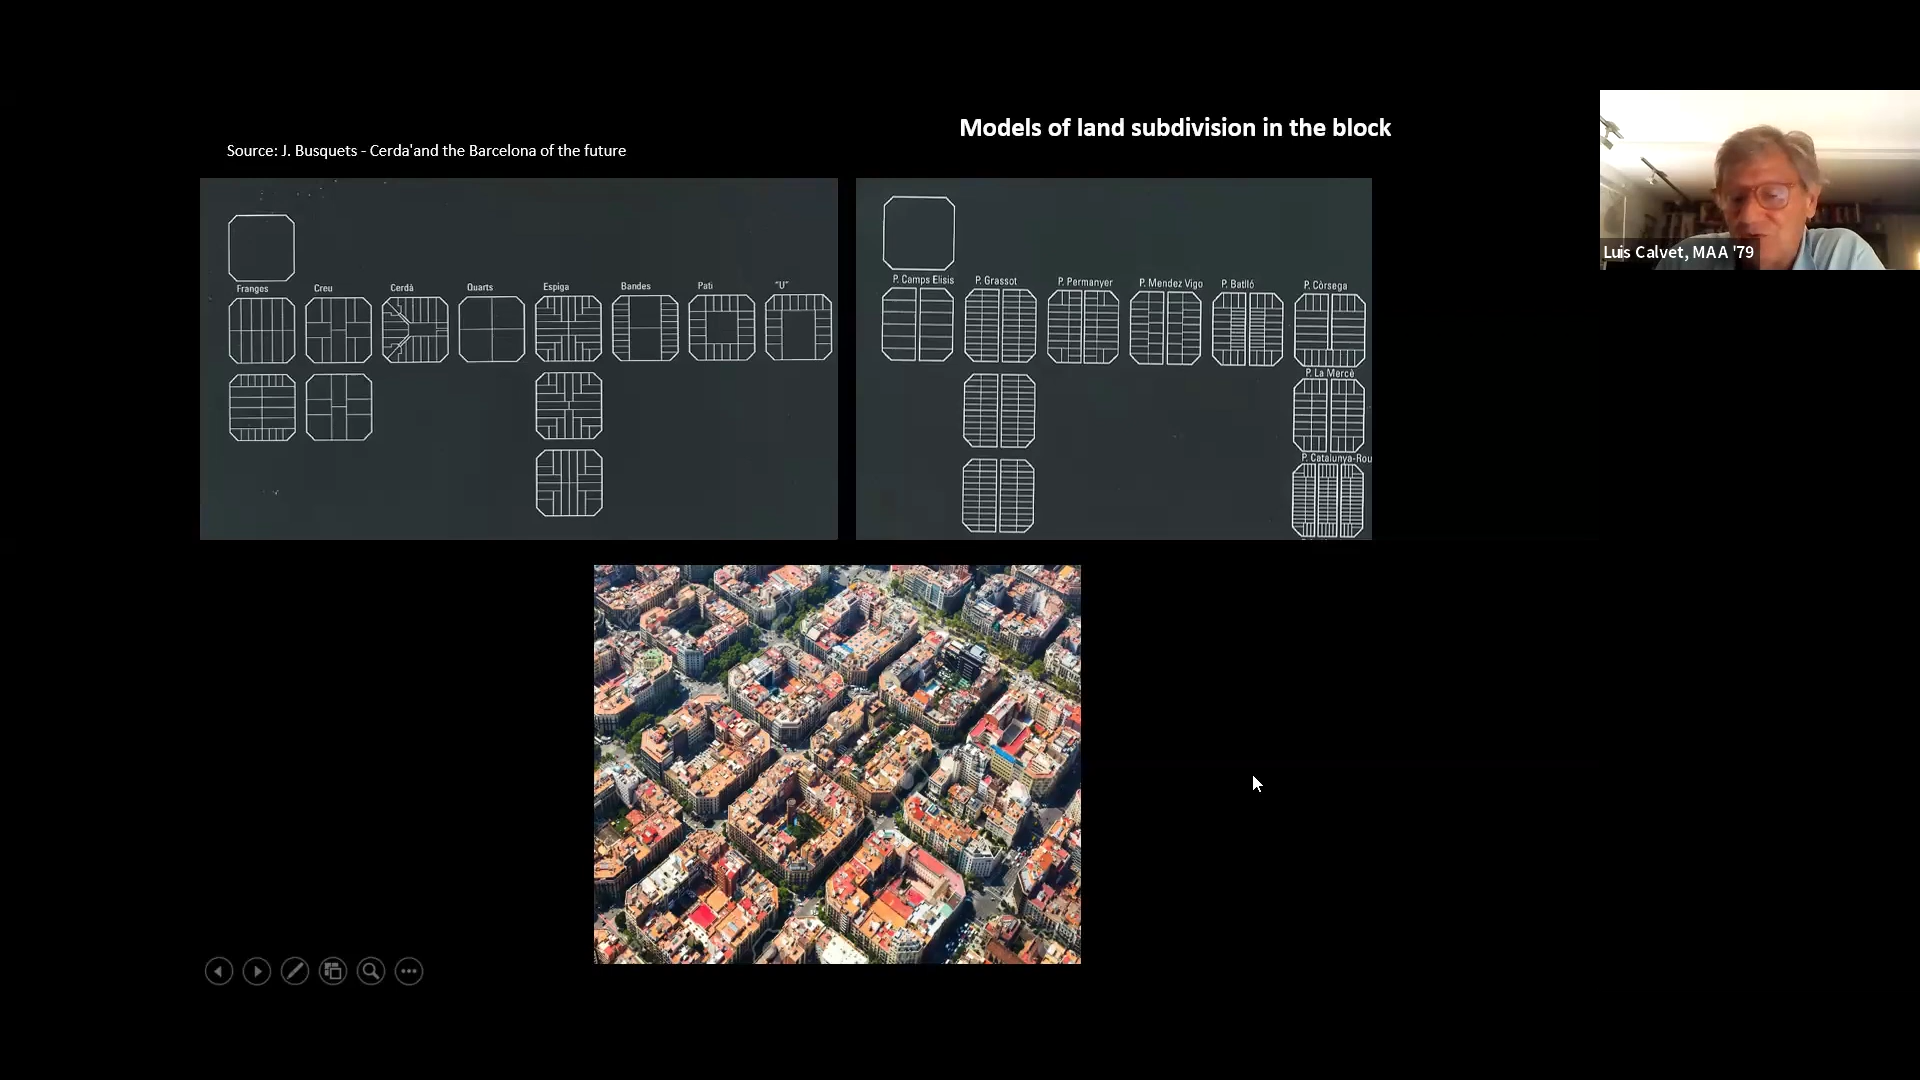 Models of land subdivision in the block
Source: J. Busquets - Cerda'and the Barcelona of the future
Franges Creu Cerdà Quarts Espiga Bandes Pati "U"
P. Camps Elisis P. Grassot P. Permanyer P. Mendez Vigo P. Batlló P. Còrsega
P. La Mercè
P. Catalunya-Rou
Luis Calvet, MAA '79